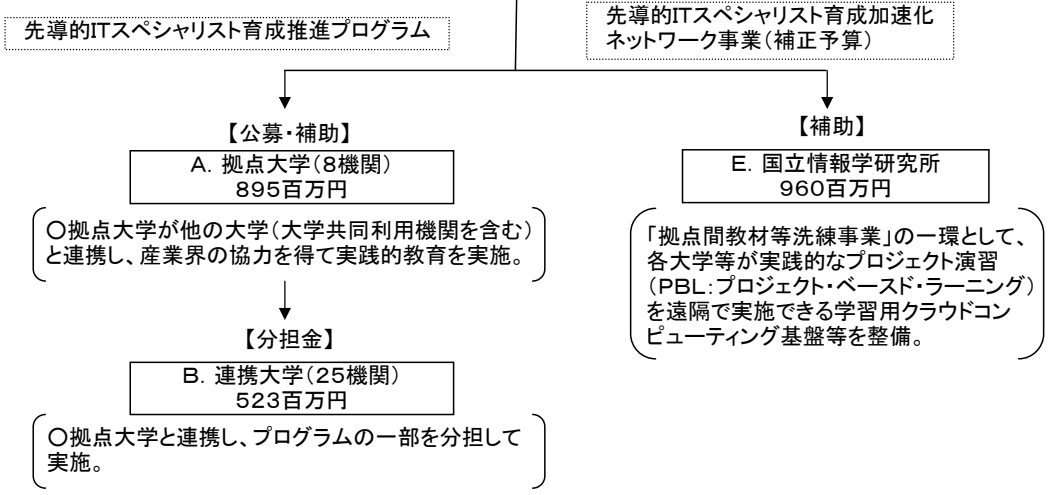 先導的ITスペシャリスト育成推進プログラム
先導的ITスペシャリスト育成加速化
ネットワーク事業（補正予算）
【公募・補助】
A．拠点大学（8機関）
895百万円
○拠点大学が他の大学（大学共同利用機関を含む）
と連携し、産業界の協力を得て実践的教育を実施。
【分担金】
B．連携大学（25機関）
523百万円
○拠点大学と連携し、プログラムの一部を分担して
実施。
【補助】
E．国立情報学研究所
960百万円
「拠点間教材等洗練事業」の一環として、
各大学等が実践的なプロジェクト演習
（PBL：プロジェクト・ベースド・ラーニング）
を遠隔で実施できる学習用クラウドコン
ピューティング基盤等を整備。